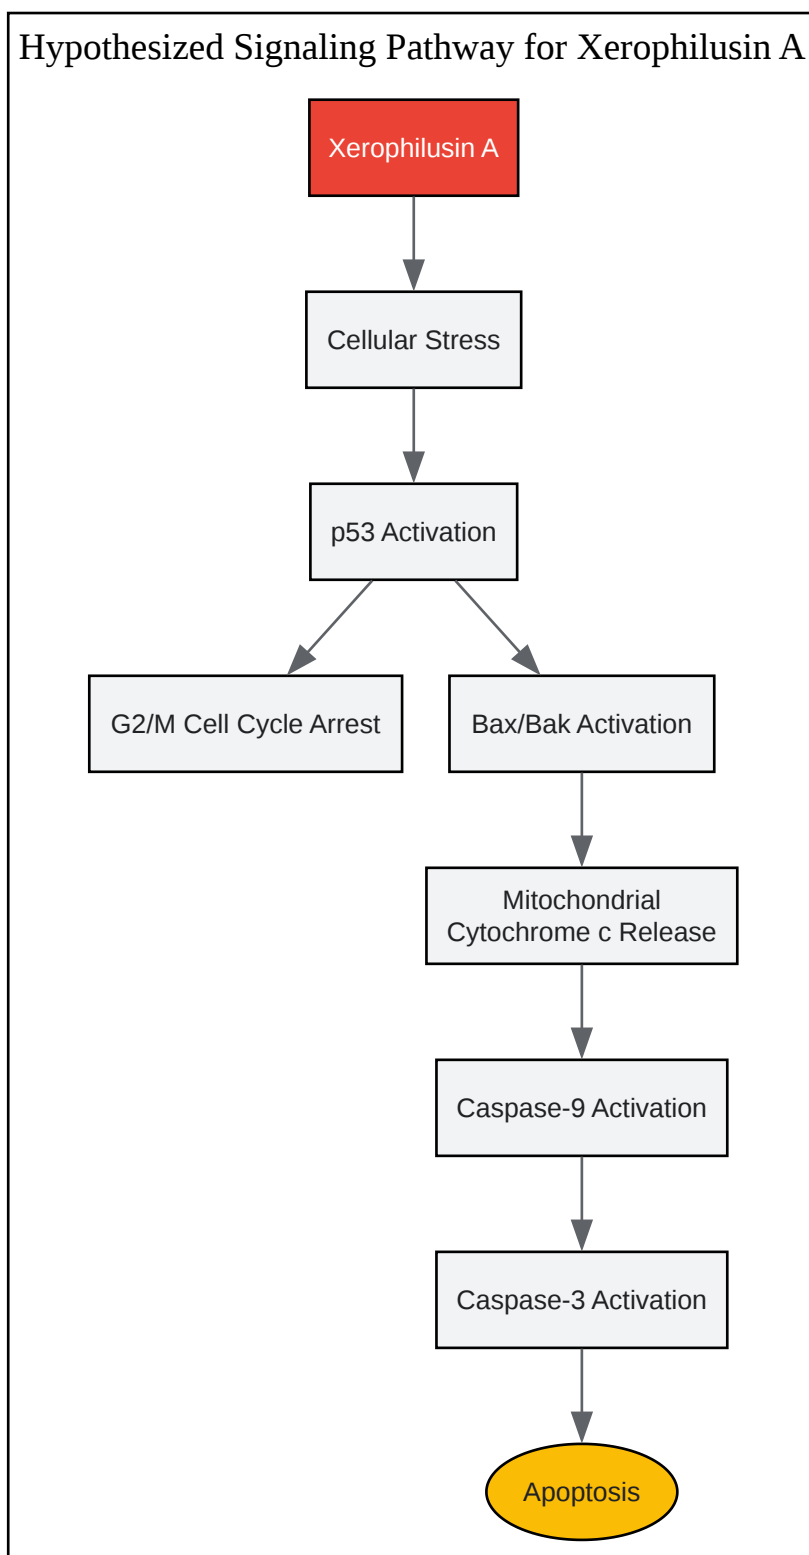 Hypothesized Signaling Pathway for Xerophilusin A
Xerophilusin A
Cellular Stress
p53 Activation
G2/M Cell Cycle Arrest
Bax/Bak Activation
Mitochondrial
Cytochrome c Release
Caspase-9 Activation
Caspase-3 Activation
Apoptosis